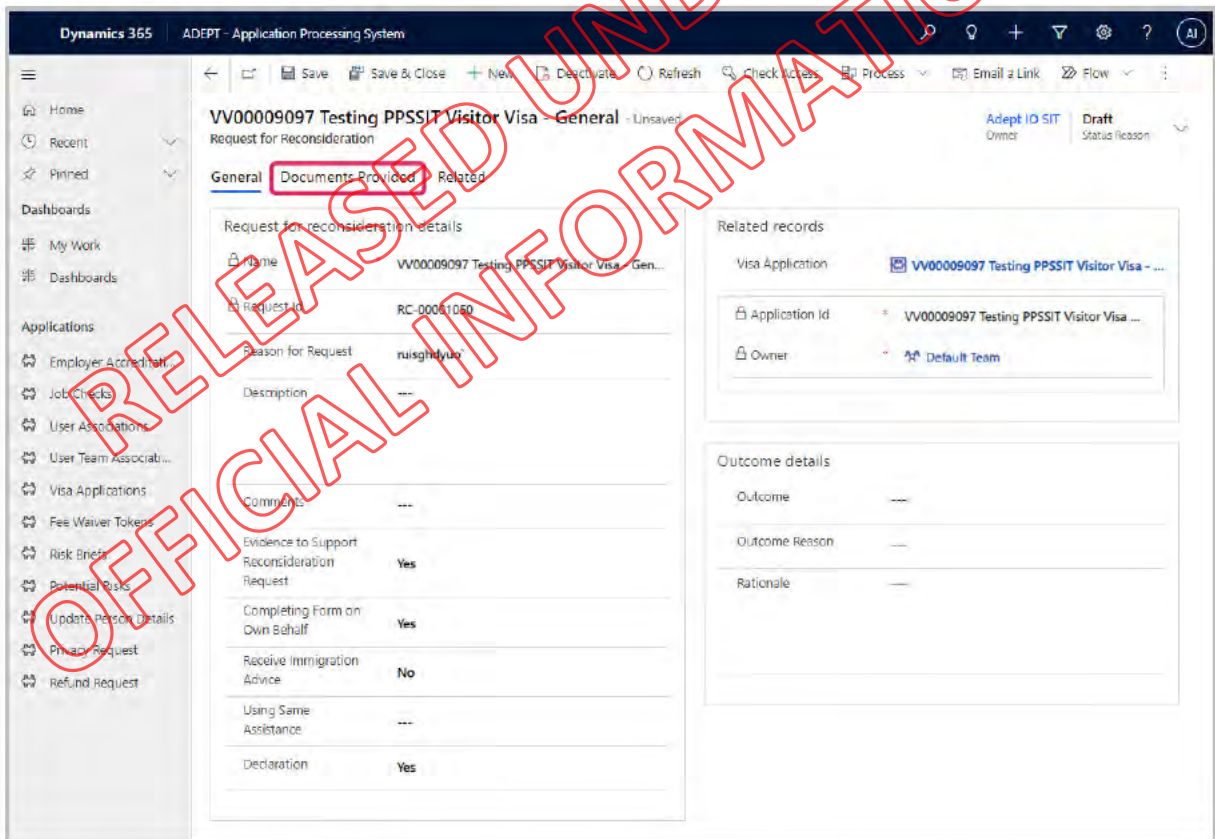 Dynamics 365 ADEPT - Application Processing System AI
Save Save & Close + New Deactivate Refresh Check Access Process Email a Link Flow
Home
Recent
Pinned
Dashboards
My Work
Dashboards
Applications
Employer Accreditati...
Job Checks
User Associations
User Team Associati...
Visa Applications
Fee Waiver Tokens
Risk Briefs
Potential Risks
Update Person Details
Privacy Request
Refund Request
VV00009097 Testing PPSSIT Visitor Visa - General - Unsaved
Request for Reconsideration
Adept IO SIT
Owner
Draft
Status Reason
General Documents Provided Related
Request for reconsideration details
Name VV00009097 Testing PPSSIT Visitor Visa - Gen...
Request Id RC-00001060
Reason for Request ruisghdyuo`
Description ---
Comments ---
Evidence to Support
Reconsideration
Request
Yes
Completing Form on
Own Behalf
Yes
Receive Immigration
Advice
No
Using Same
Assistance
---
Declaration Yes
Related records
Visa Application VV00009097 Testing PPSSIT Visitor Visa - ...
Application Id * VV00009097 Testing PPSSIT Visitor Visa ...
Owner * Default Team
Outcome details
Outcome ---
Outcome Reason ---
Rationale ---
RELEASED UND
OFFICIAL INFORMATIO